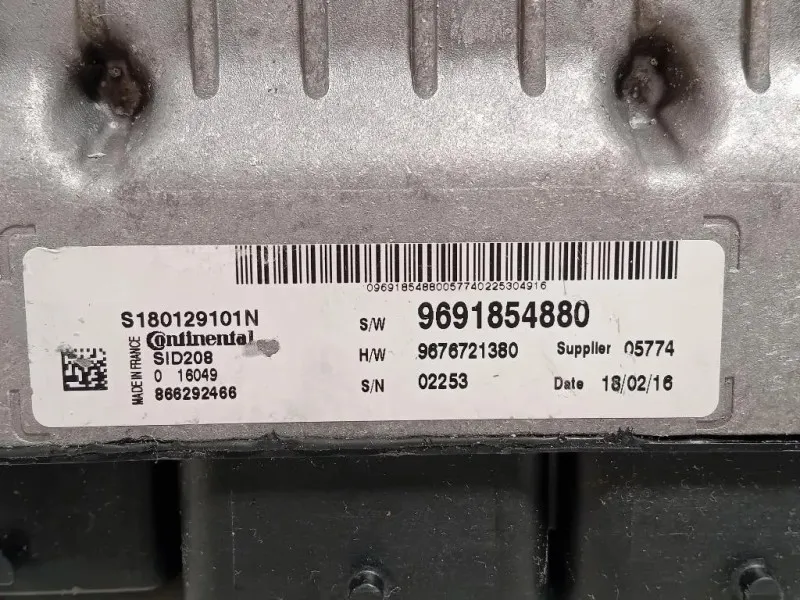 09691854880057740225304916
S180129101N
Continental
SID208
0 16049
866292466
MADE IN FRANCE
S/W 9691854880
H/W 9676721380 Supplier 05774
S/N 02253 Date 18/02/16